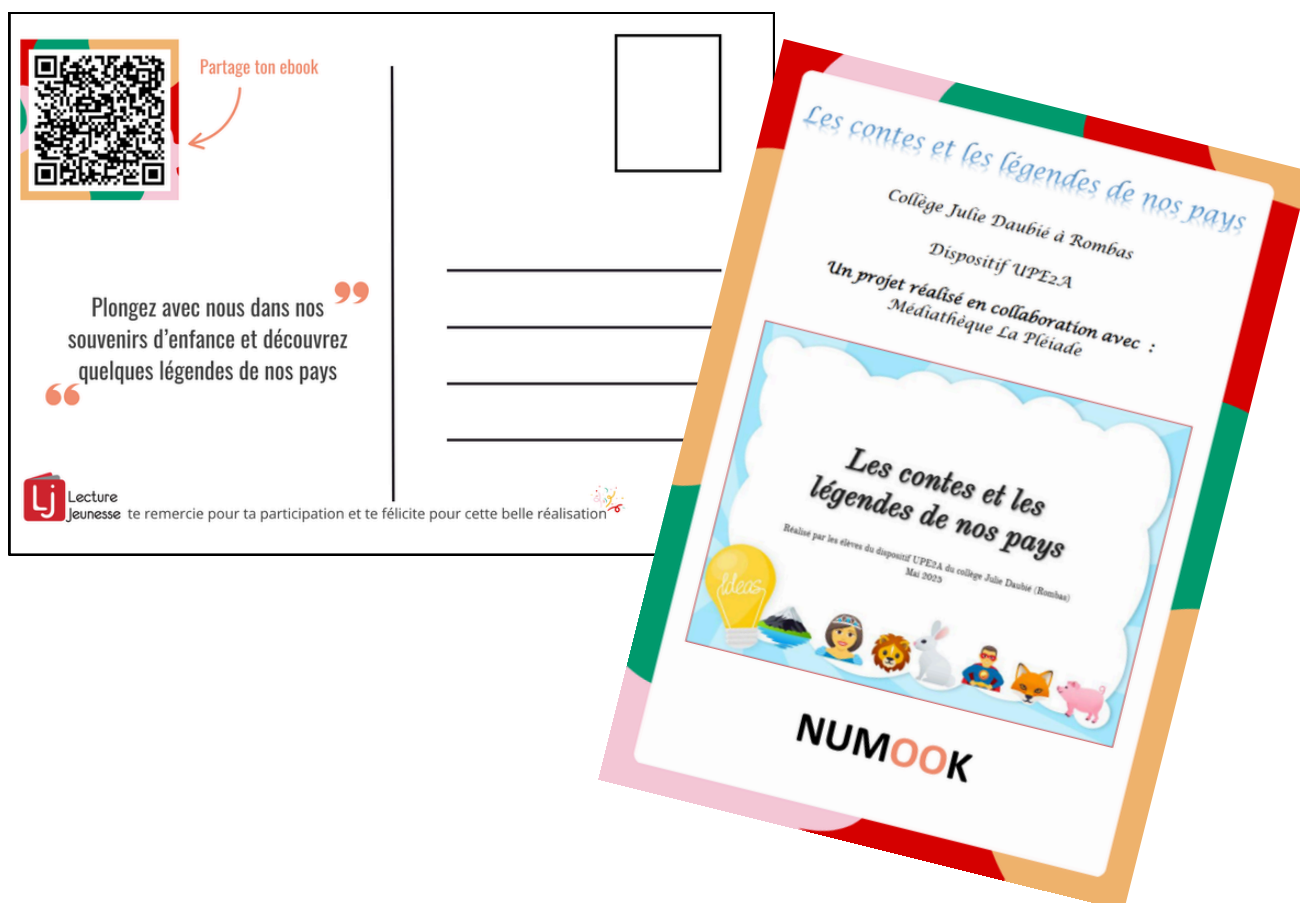 Partage ton ebook
Plongez avec nous dans nos
souvenirs d’enfance et découvrez
quelques légendes de nos pays
Lj Lecture
Jeunesse te remercie pour ta participation et te félicite pour cette belle réalisation
Les contes et les légendes de nos pays
Collège Julie Daubié à Rombas
Dispositif UPE2A
Un projet réalisé en collaboration avec :
Médiathèque La Pléiade
Les contes et les
légendes de nos pays
Réalisé par les élèves du dispositif UPE2A du collège Julie Daubié (Rombas)
Mai 2025
Ideas
NUMOOK